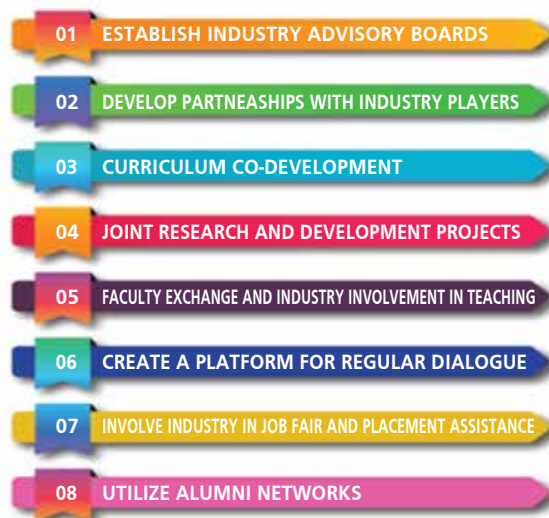 01 ESTABLISH INDUSTRY ADVISORY BOARDS
02 DEVELOP PARTNEASHIPS WITH INDUSTRY PLAYERS
03 CURRICULUM CO-DEVELOPMENT
04 JOINT RESEARCH AND DEVELOPMENT PROJECTS
05 FACULTY EXCHANGE AND INDUSTRY INVOLVEMENT IN TEACHING
06 CREATE A PLATFORM FOR REGULAR DIALOGUE
07 INVOLVE INDUSTRY IN JOB FAIR AND PLACEMENT ASSISTANCE
08 UTILIZE ALUMNI NETWORKS